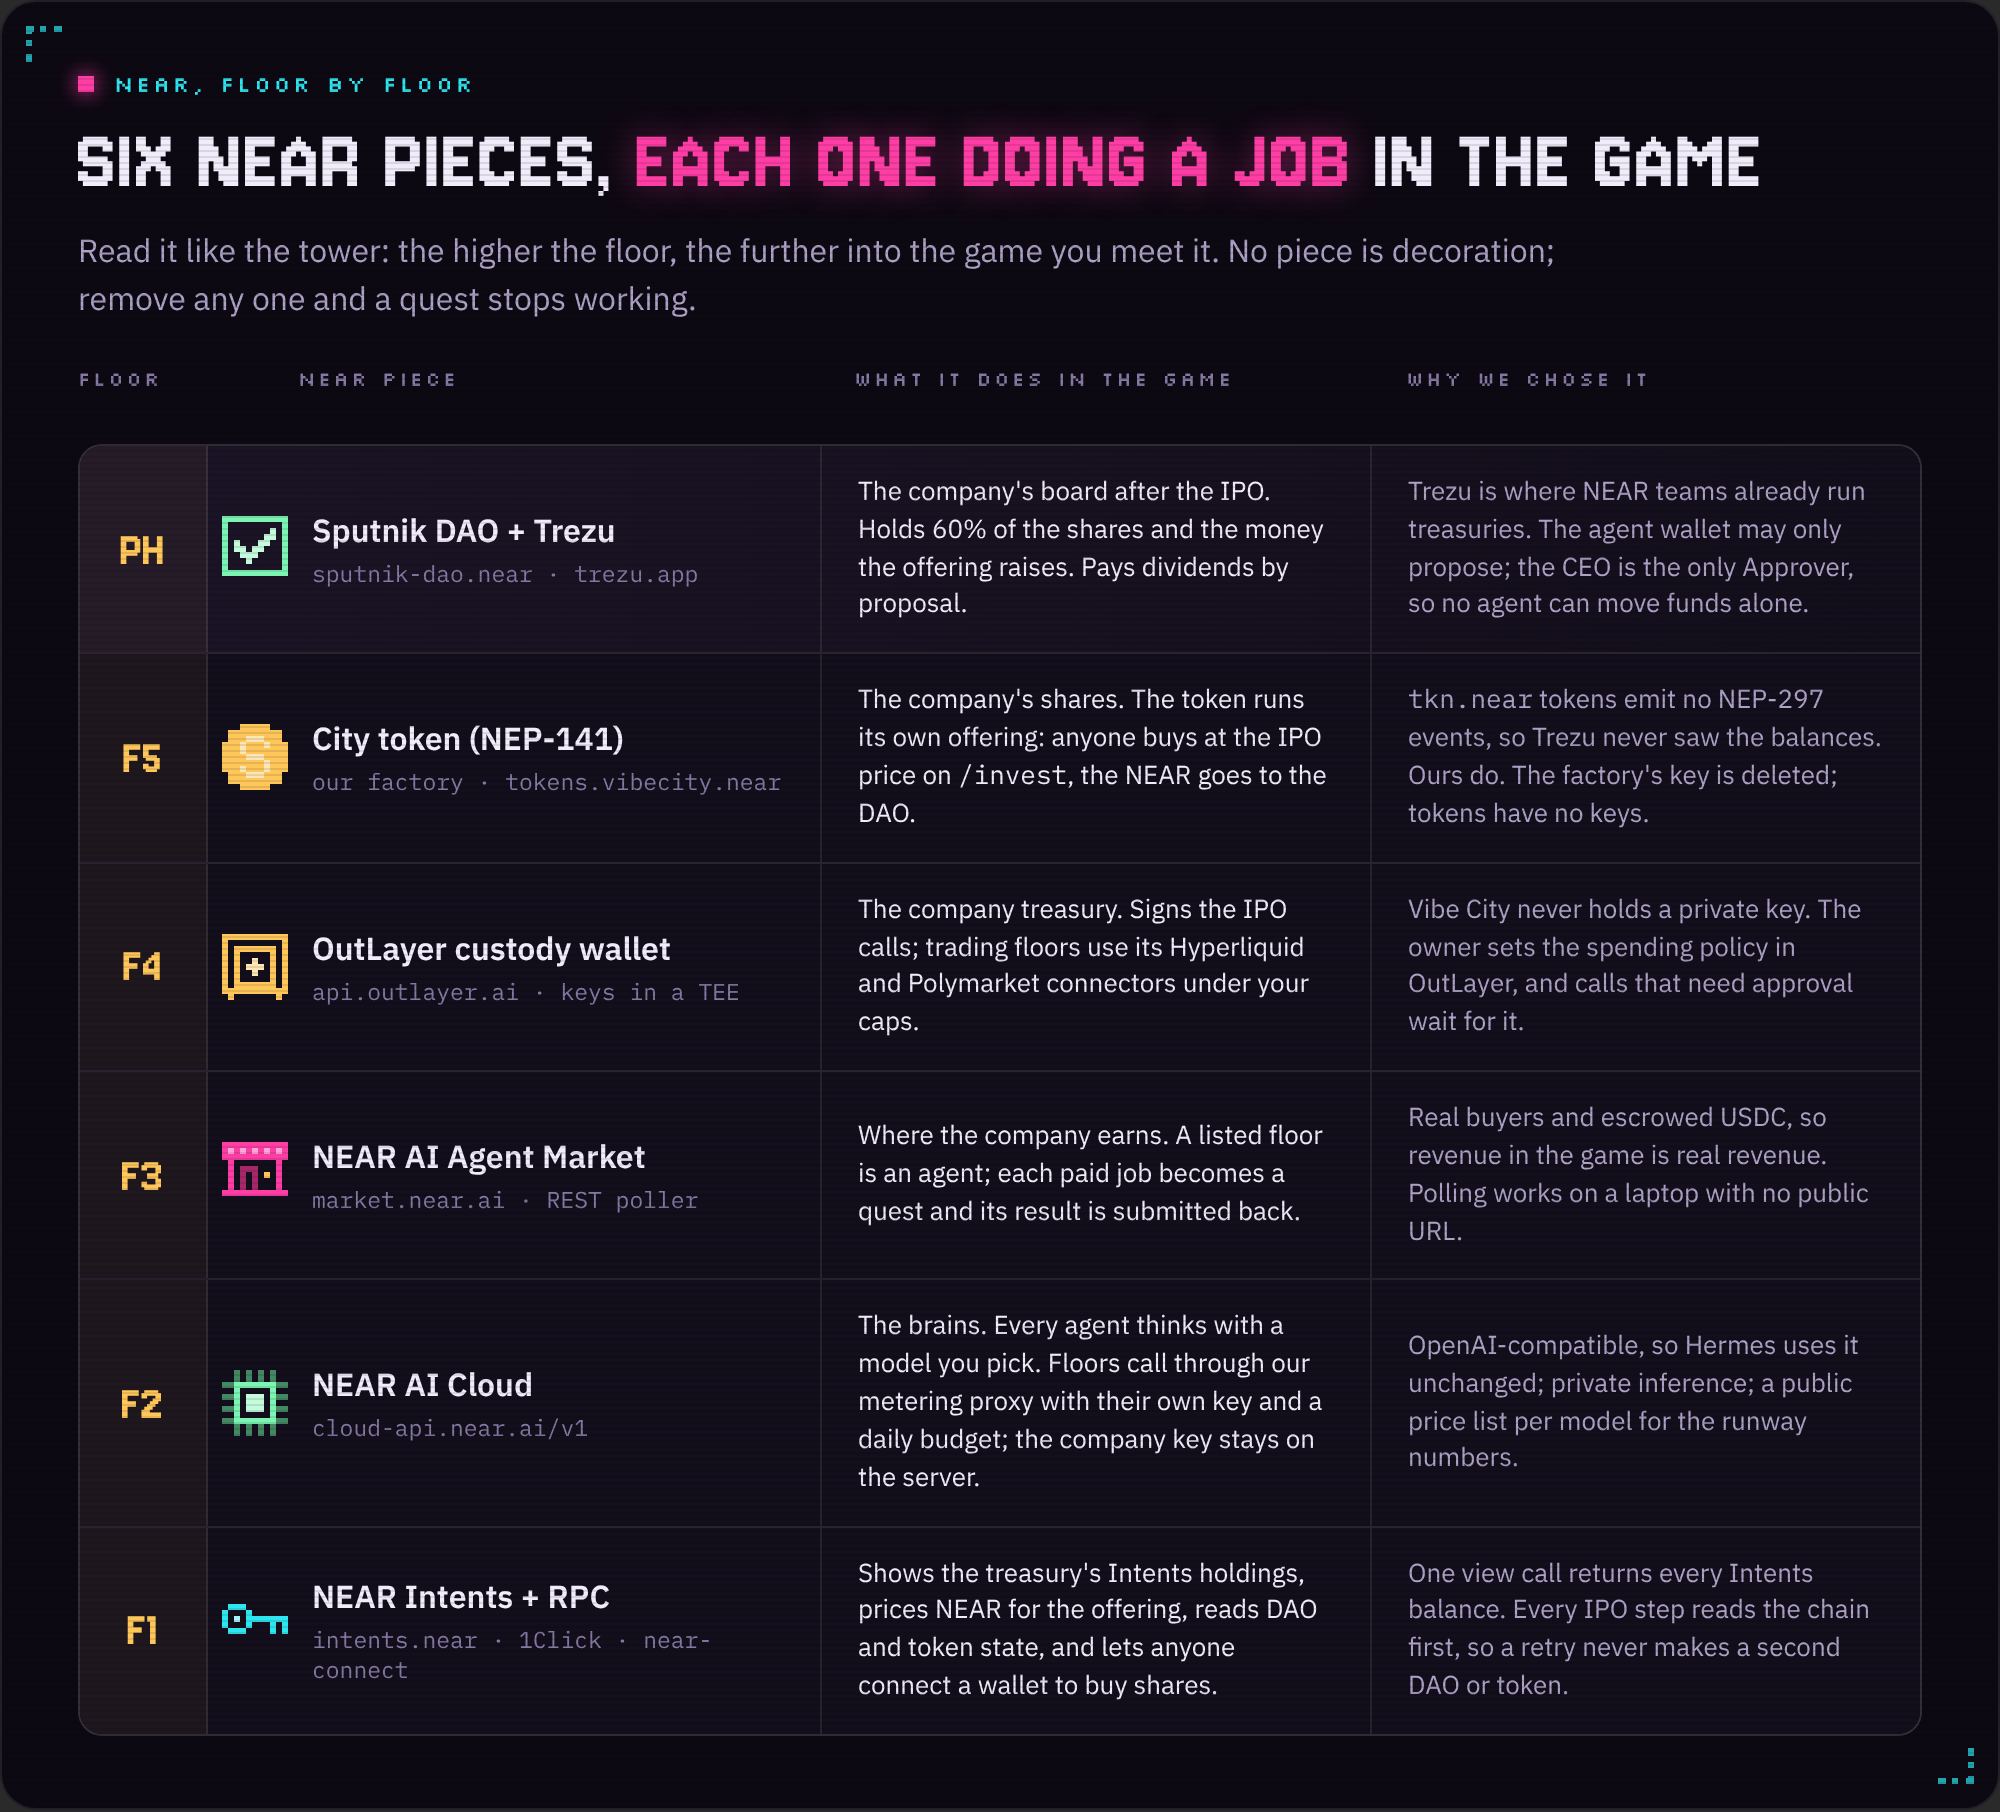 NEAR, FLOOR BY FLOOR
SIX NEAR PIECES, EACH ONE DOING A JOB IN THE GAME
Read it like the tower: the higher the floor, the further into the game you meet it. No piece is decoration;
remove any one and a quest stops working.
FLOOR NEAR PIECE WHAT IT DOES IN THE GAME WHY WE CHOSE IT
PH
Sputnik DAO + Trezu
sputnik-dao.near · trezu.app
The company's board after the IPO.
Holds 60% of the shares and the money
the offering raises. Pays dividends by
proposal.
Trezu is where NEAR teams already run
treasuries. The agent wallet may only
propose; the CEO is the only Approver,
so no agent can move funds alone.
F5
City token (NEP-141)
our factory · tokens.vibecity.near
The company's shares. The token runs
its own offering: anyone buys at the IPO
price on /invest, the NEAR goes to the
DAO.
tkn.near tokens emit no NEP-297
events, so Trezu never saw the balances.
Ours do. The factory's key is deleted;
tokens have no keys.
F4
OutLayer custody wallet
api.outlayer.ai · keys in a TEE
The company treasury. Signs the IPO
calls; trading floors use its Hyperliquid
and Polymarket connectors under your
caps.
Vibe City never holds a private key. The
owner sets the spending policy in
OutLayer, and calls that need approval
wait for it.
F3
NEAR AI Agent Market
market.near.ai · REST poller
Where the company earns. A listed floor
is an agent; each paid job becomes a
quest and its result is submitted back.
Real buyers and escrowed USDC, so
revenue in the game is real revenue.
Polling works on a laptop with no public
URL.
F2
NEAR AI Cloud
cloud-api.near.ai/v1
The brains. Every agent thinks with a
model you pick. Floors call through our
metering proxy with their own key and a
daily budget; the company key stays on
the server.
OpenAI-compatible, so Hermes uses it
unchanged; private inference; a public
price list per model for the runway
numbers.
F1
NEAR Intents + RPC
intents.near · 1Click · near-
connect
Shows the treasury's Intents holdings,
prices NEAR for the offering, reads DAO
and token state, and lets anyone
connect a wallet to buy shares.
One view call returns every Intents
balance. Every IPO step reads the chain
first, so a retry never makes a second
DAO or token.